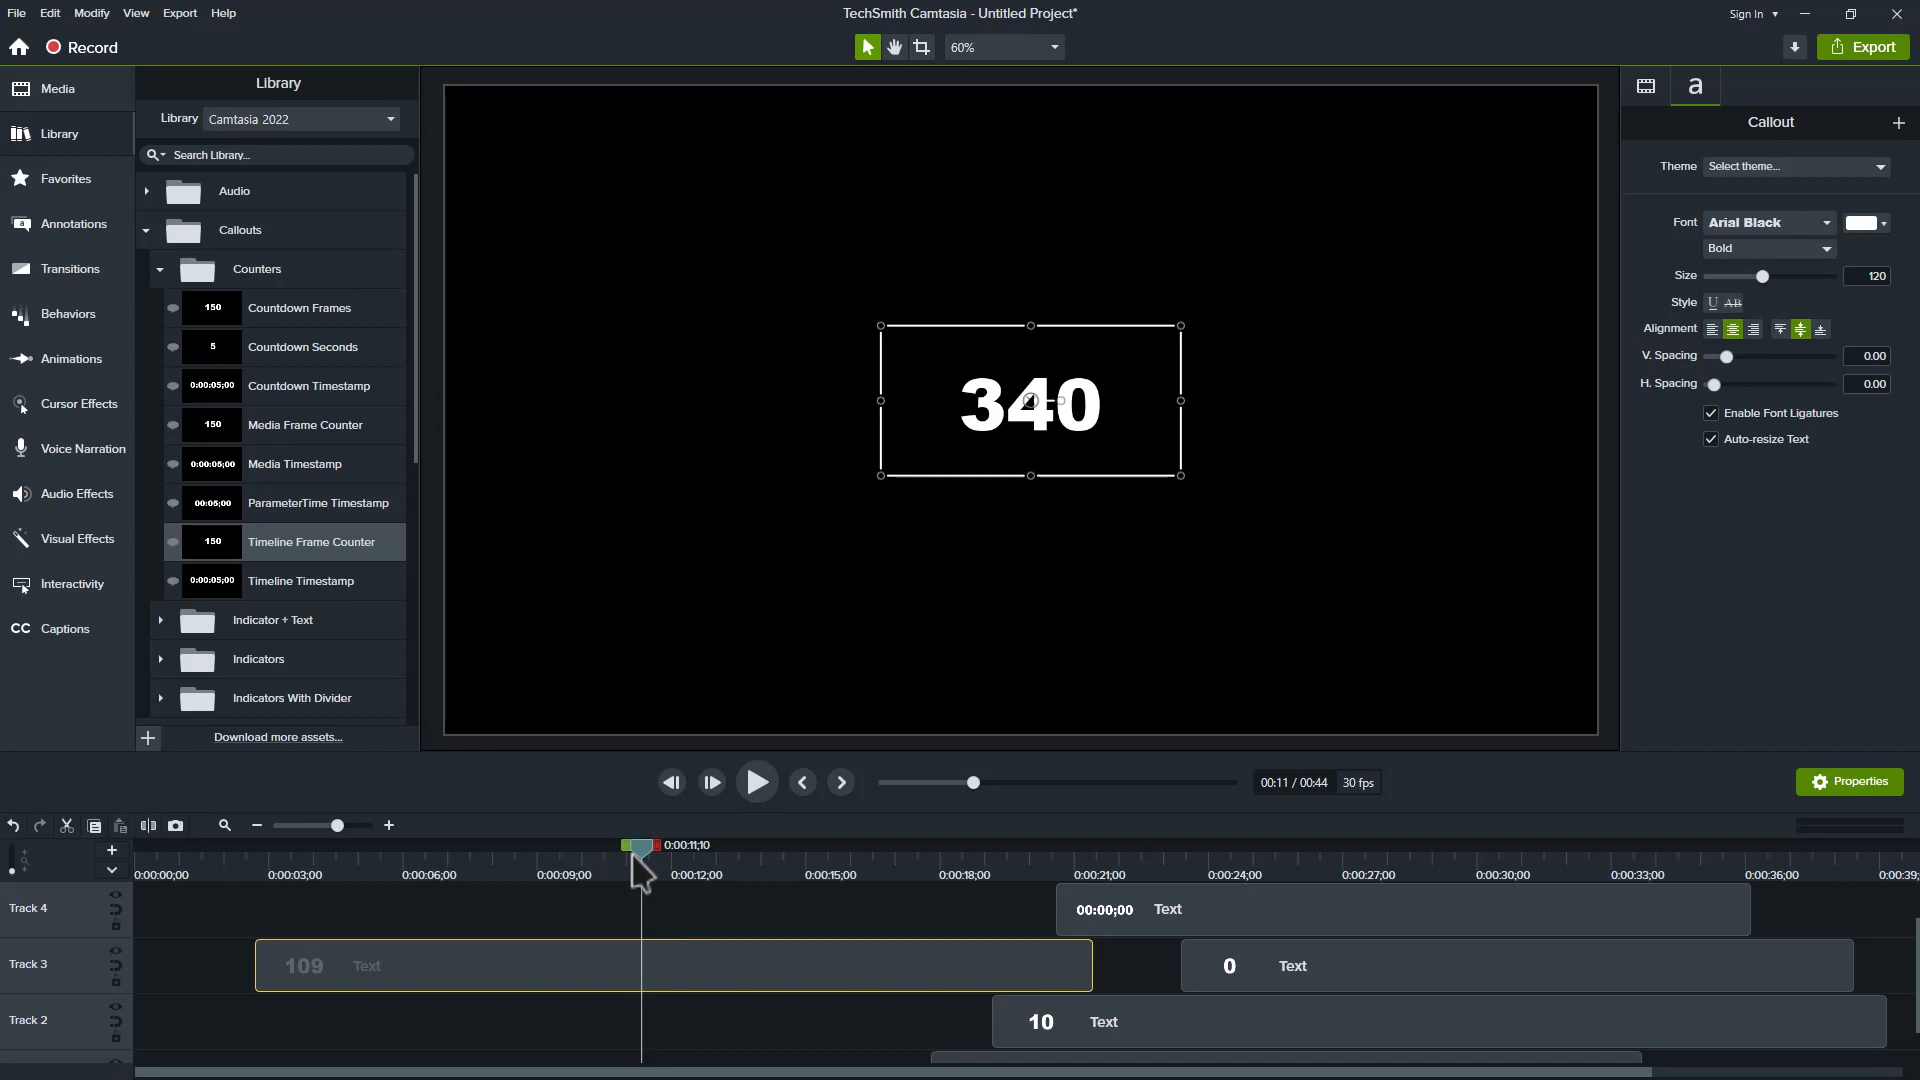 File Edit Modify View Export Help
TechSmith Camtasia - Untitled Project*
Sign In
Record
60%
Export
Media
Library
Favorites
Annotations
Transitions
Behaviors
Animations
Cursor Effects
Voice Narration
Audio Effects
Visual Effects
Interactivity
CC Captions
Library
Library Camtasia 2022
Search Library...
Audio
Callouts
Counters
150 Countdown Frames
5 Countdown Seconds
0:00:05;00 Countdown Timestamp
150 Media Frame Counter
0:00:05;00 Media Timestamp
00:05;00 ParameterTime Timestamp
150 Timeline Frame Counter
0:00:05;00 Timeline Timestamp
Indicator + Text
Indicators
Indicators With Divider
Download more assets...
340
a
Callout
Theme Select theme...
Font Arial Black
Bold
Size 120
Style U AB
Alignment
V. Spacing 0.00
H. Spacing 0.00
Enable Font Ligatures
Auto-resize Text
00:11 / 00:44 30 fps
Properties
0:00:11;10
0:00:00;00 0:00:03;00 0:00:06;00 0:00:09;00 0:00:12;00 0:00:15;00 0:00:18;00 0:00:21;00 0:00:24;00 0:00:27;00 0:00:30;00 0:00:33;00 0:00:36;00 0:00:39;
Track 4
00:00;00 Text
Track 3
109 Text
0 Text
Track 2
10 Text